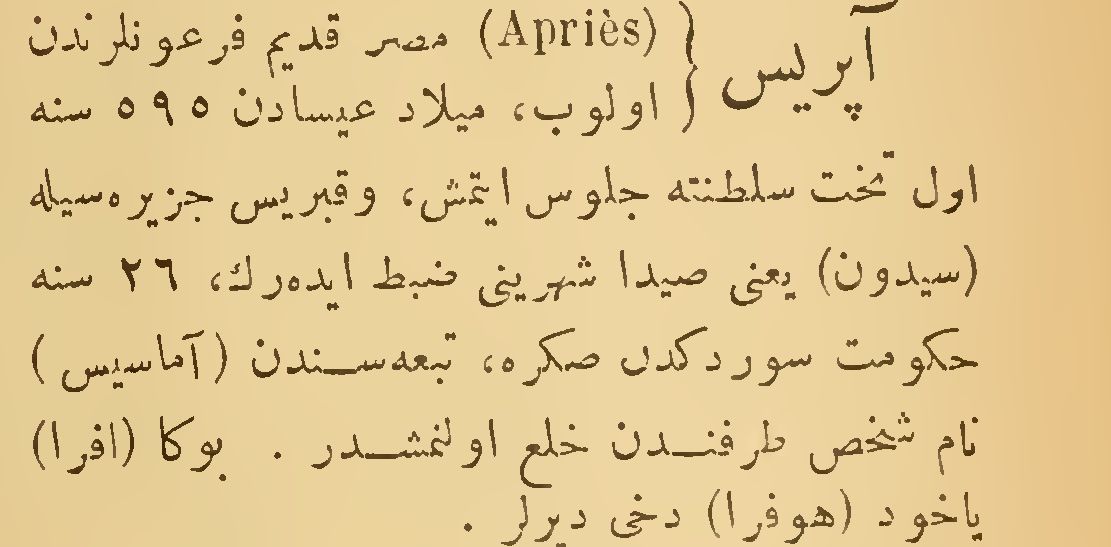 آپریس { (Apriès) مصر قدیم فرعونلرندن
اولوب، میلاد عیسادن ٥٩٥ سنه
اول تخت سلطنته جلوس ایتمش، وقبریس جزیره‌سیله
(سیدون) یعنی صیدا شهرینی ضبط ایده‌رك، ٢٦ سنه
حکومت سوردکدن صکره، تبعه‌سندن (آماسیس)
نام شخص طرفندن خلع اولنمشدر . بوکا (افرا)
یاخود (هوفرا) دخی دیرلر .